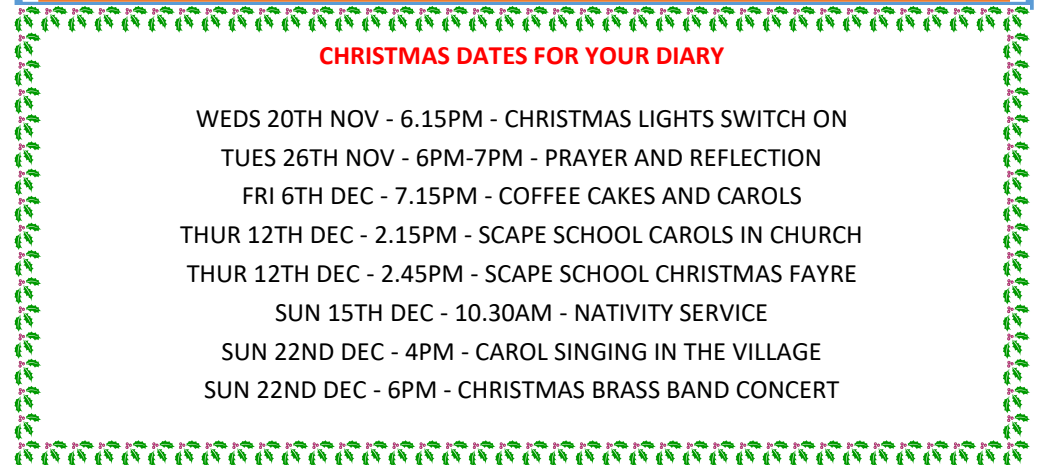 CHRISTMAS DATES FOR YOUR DIARY
WEDS 20TH NOV - 6.15PM - CHRISTMAS LIGHTS SWITCH ON
TUES 26TH NOV - 6PM-7PM - PRAYER AND REFLECTION
FRI 6TH DEC - 7.15PM - COFFEE CAKES AND CAROLS
THUR 12TH DEC - 2.15PM - SCAPE SCHOOL CAROLS IN CHURCH
THUR 12TH DEC - 2.45PM - SCAPE SCHOOL CHRISTMAS FAYRE
SUN 15TH DEC - 10.30AM - NATIVITY SERVICE
SUN 22ND DEC - 4PM - CAROL SINGING IN THE VILLAGE
SUN 22ND DEC - 6PM - CHRISTMAS BRASS BAND CONCERT